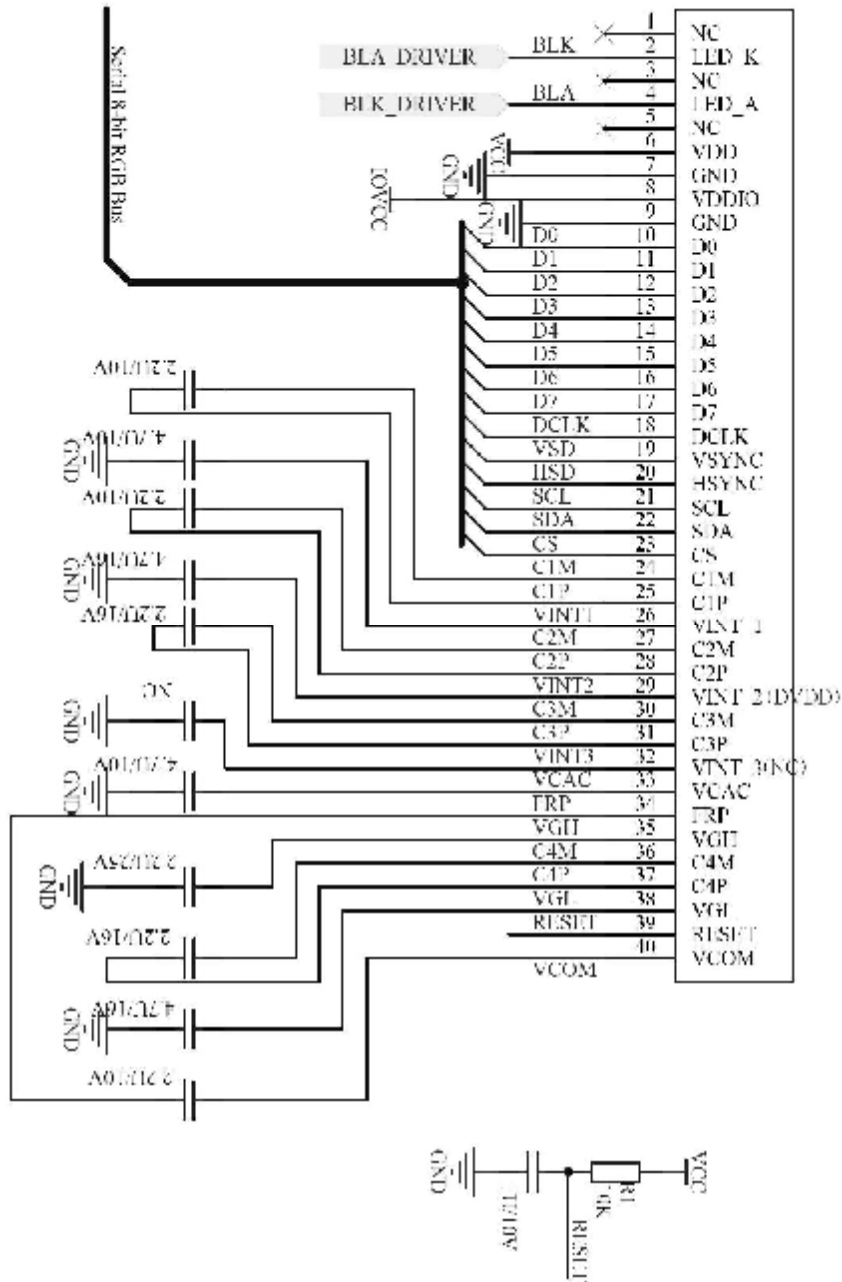 Serial 8-bit RGB Bus
BLA_DRIVER
BLK_DRIVER
BLK
BLA
VCC
GND
IOVCC
GND
1 NC
2 LED_K
3 NC
4 LED_A
5 NC
6 VDD
7 GND
8 VDDIO
9 GND
D0 10 D0
D1 11 D1
D2 12 D2
D3 13 D3
D4 14 D4
D5 15 D5
D6 16 D6
D7 17 D7
DCLK 18 DCLK
VSD 19 VSYNC
HSD 20 HSYNC
SCL 21 SCL
SDA 22 SDA
CS 23 CS
C1M 24 C1M
C1P 25 C1P
VINT1 26 VINT_1
C2M 27 C2M
C2P 28 C2P
VINT2 29 VINT_2(DVDD)
C3M 30 C3M
C3P 31 C3P
VINT3 32 VINT_3(NC)
VCAC 33 VCAC
FRP 34 FRP
VGH 35 VGH
C4M 36 C4M
C4P 37 C4P
VGL 38 VGL
RESET 39 RESET
VCOM 40 VCOM
2.2U/10V
4.7U/10V
GND
2.2U/10V
4.7U/16V
GND
2.2U/16V
NC
GND
4.7U/10V
GND
2.2U/25V
GND
2.2U/16V
4.7U/16V
GND
2.2U/10V
GND
1U/10V
R1
10K
VCC
RESET